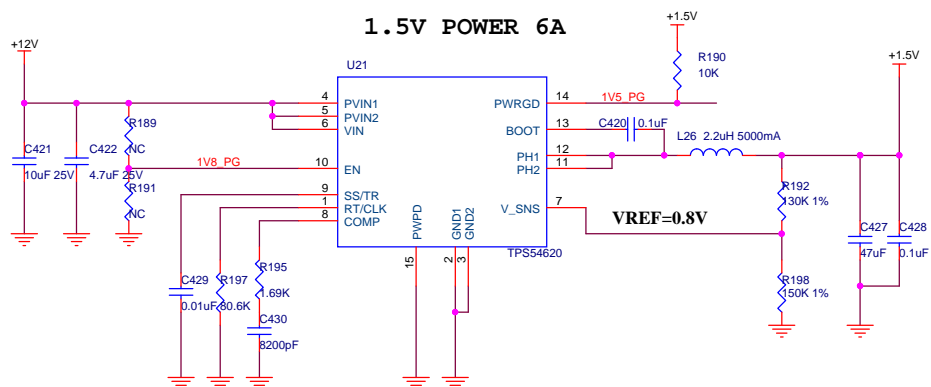 1.5V POWER 6A
+12V
+1.5V
+1.5V
U21
R190
10K
4
PVIN1
5
PVIN2
6
VIN
PWRGD
14
1V5_PG
BOOT
13
C420
0.1uF
L26 2.2uH 5000mA
R189
NC
C421
10uF 25V
C422
4.7uF 25V
1V8_PG
10
EN
PH1
12
PH2
11
R191
NC
9
SS/TR
1
RT/CLK
8
COMP
V_SNS
7
VREF=0.8V
R192
130K 1%
PWPD
GND1
GND2
TPS54620
15
2
3
C427
47uF
C428
0.1uF
C429
0.01uF
R197
80.6K
R195
1.69K
R198
150K 1%
C430
8200pF